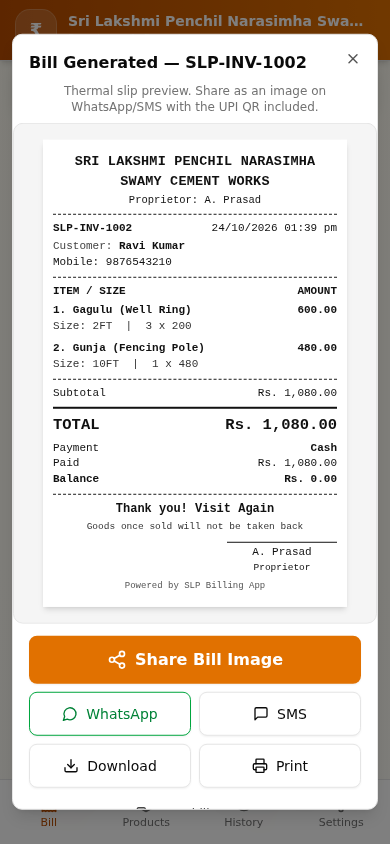 ₹
Sri Lakshmi Penchil Narasimha Swa...
Bill Generated — SLP-INV-1002
×
Thermal slip preview. Share as an image on
WhatsApp/SMS with the UPI QR included.
SRI LAKSHMI PENCHIL NARASIMHA
SWAMY CEMENT WORKS
Proprietor: A. Prasad
SLP-INV-1002 24/10/2026 01:39 pm
Customer: Ravi Kumar
Mobile: 9876543210
ITEM / SIZE AMOUNT
1. Gagulu (Well Ring) 600.00
Size: 2FT | 3 x 200
2. Gunja (Fencing Pole) 480.00
Size: 10FT | 1 x 480
Subtotal Rs. 1,080.00
TOTAL Rs. 1,080.00
Payment Cash
Paid Rs. 1,080.00
Balance Rs. 0.00
Thank you! Visit Again
Goods once sold will not be taken back
A. Prasad
Proprietor
Powered by SLP Billing App
Share Bill Image
WhatsApp SMS
Download Print
Bill Products History Settings